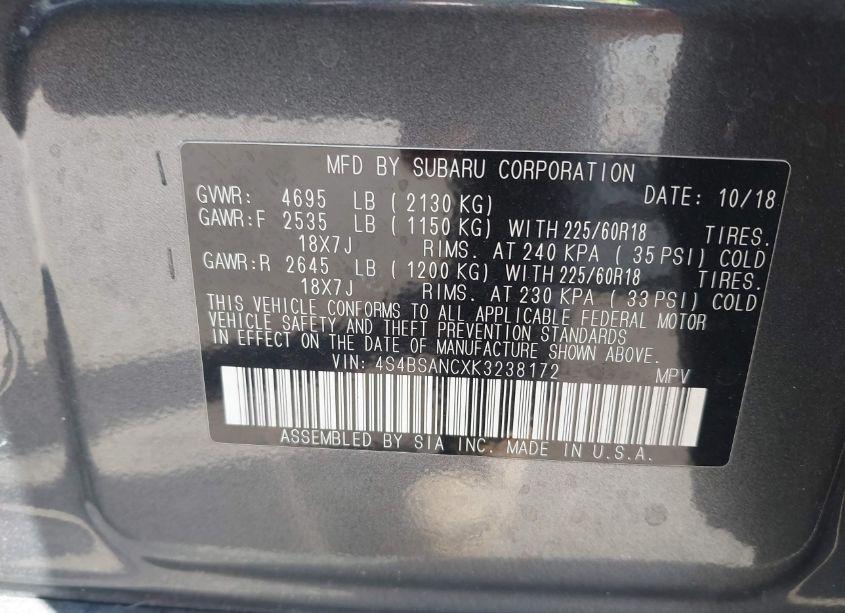 MFD BY SUBARU CORPORATION
GVWR: 4695 LB ( 2130 KG) DATE: 10/18
GAWR:F 2535 LB ( 1150 KG) WITH 225/60R18 TIRES.
18X7J RIMS. AT 240 KPA ( 35 PSI) COLD
GAWR:R 2645 LB ( 1200 KG) WITH 225/60R18 TIRES.
18X7J RIMS. AT 230 KPA ( 33 PSI) COLD
THIS VEHICLE CONFORMS TO ALL APPLICABLE FEDERAL MOTOR
VEHICLE SAFETY AND THEFT PREVENTION STANDARDS
IN EFFECT ON THE DATE OF MANUFACTURE SHOWN ABOVE.
VIN: 4S4BSANCXK3238172 MPV
ASSEMBLED BY SIA INC. MADE IN U.S.A.